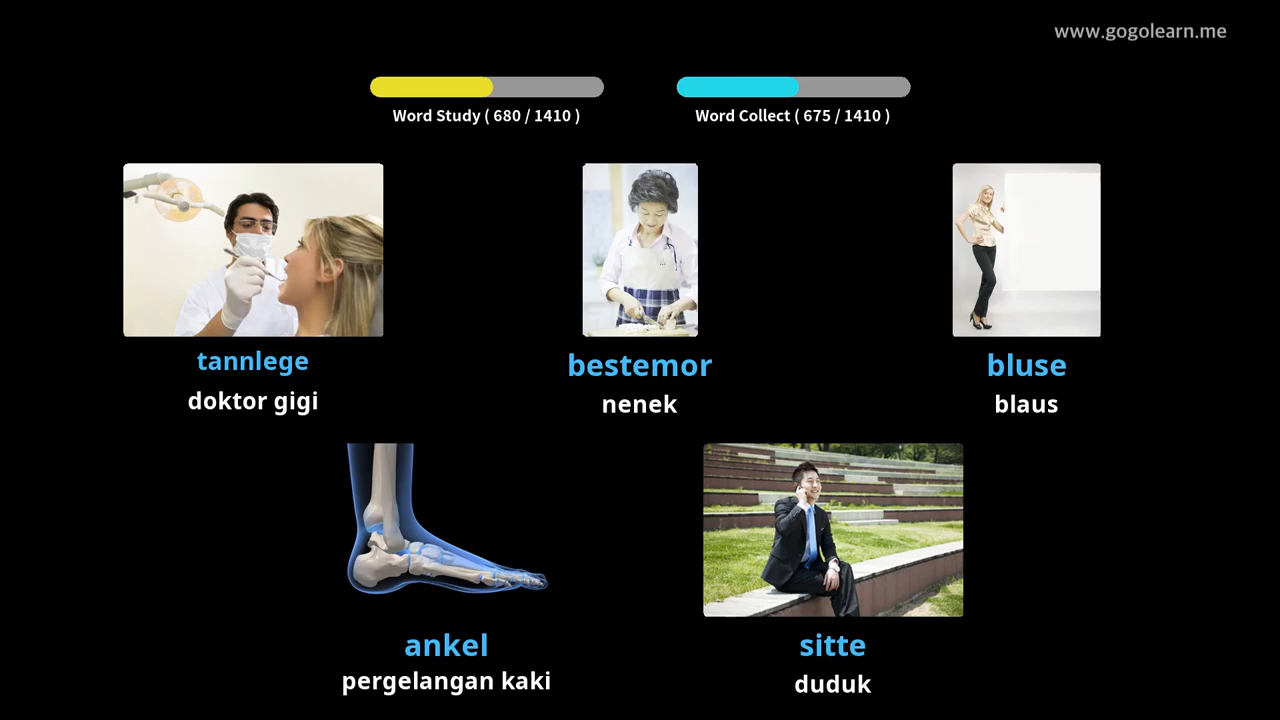 www.gogolearn.me
Word Study ( 680 / 1410 )
Word Collect ( 675 / 1410 )
tannlege
doktor gigi
bestemor
nenek
bluse
blaus
ankel
pergelangan kaki
sitte
duduk